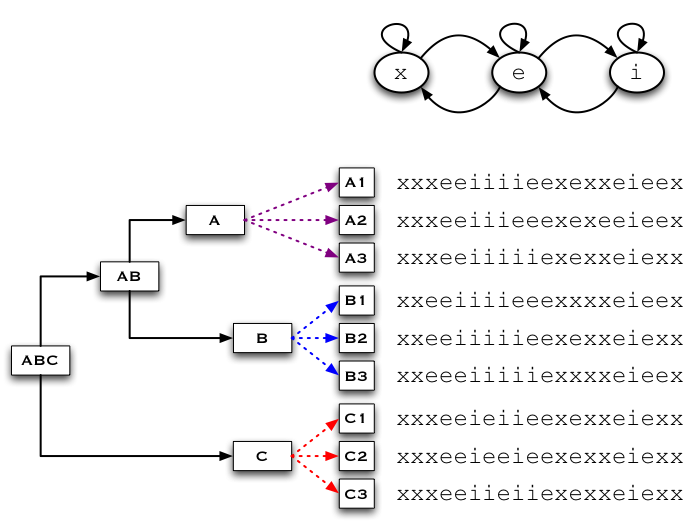 x e i
A1 xxxeeiiiieexexxeieex
A A2 xxxeeiiieeexexeeieex
A3 xxxeeiiiiiexexxeiexx
AB
B1 xxeeiiiieeexxxxeieex
B B2 xxeeiiiiieexexxeiexx
ABC
B3 xxeeeiiiiiexxxxeieex
C1 xxxeeieiieexexxeiexx
C C2 xxxeeieeieexexxeiexx
C3 xxxeeiieiiexexxeiexx